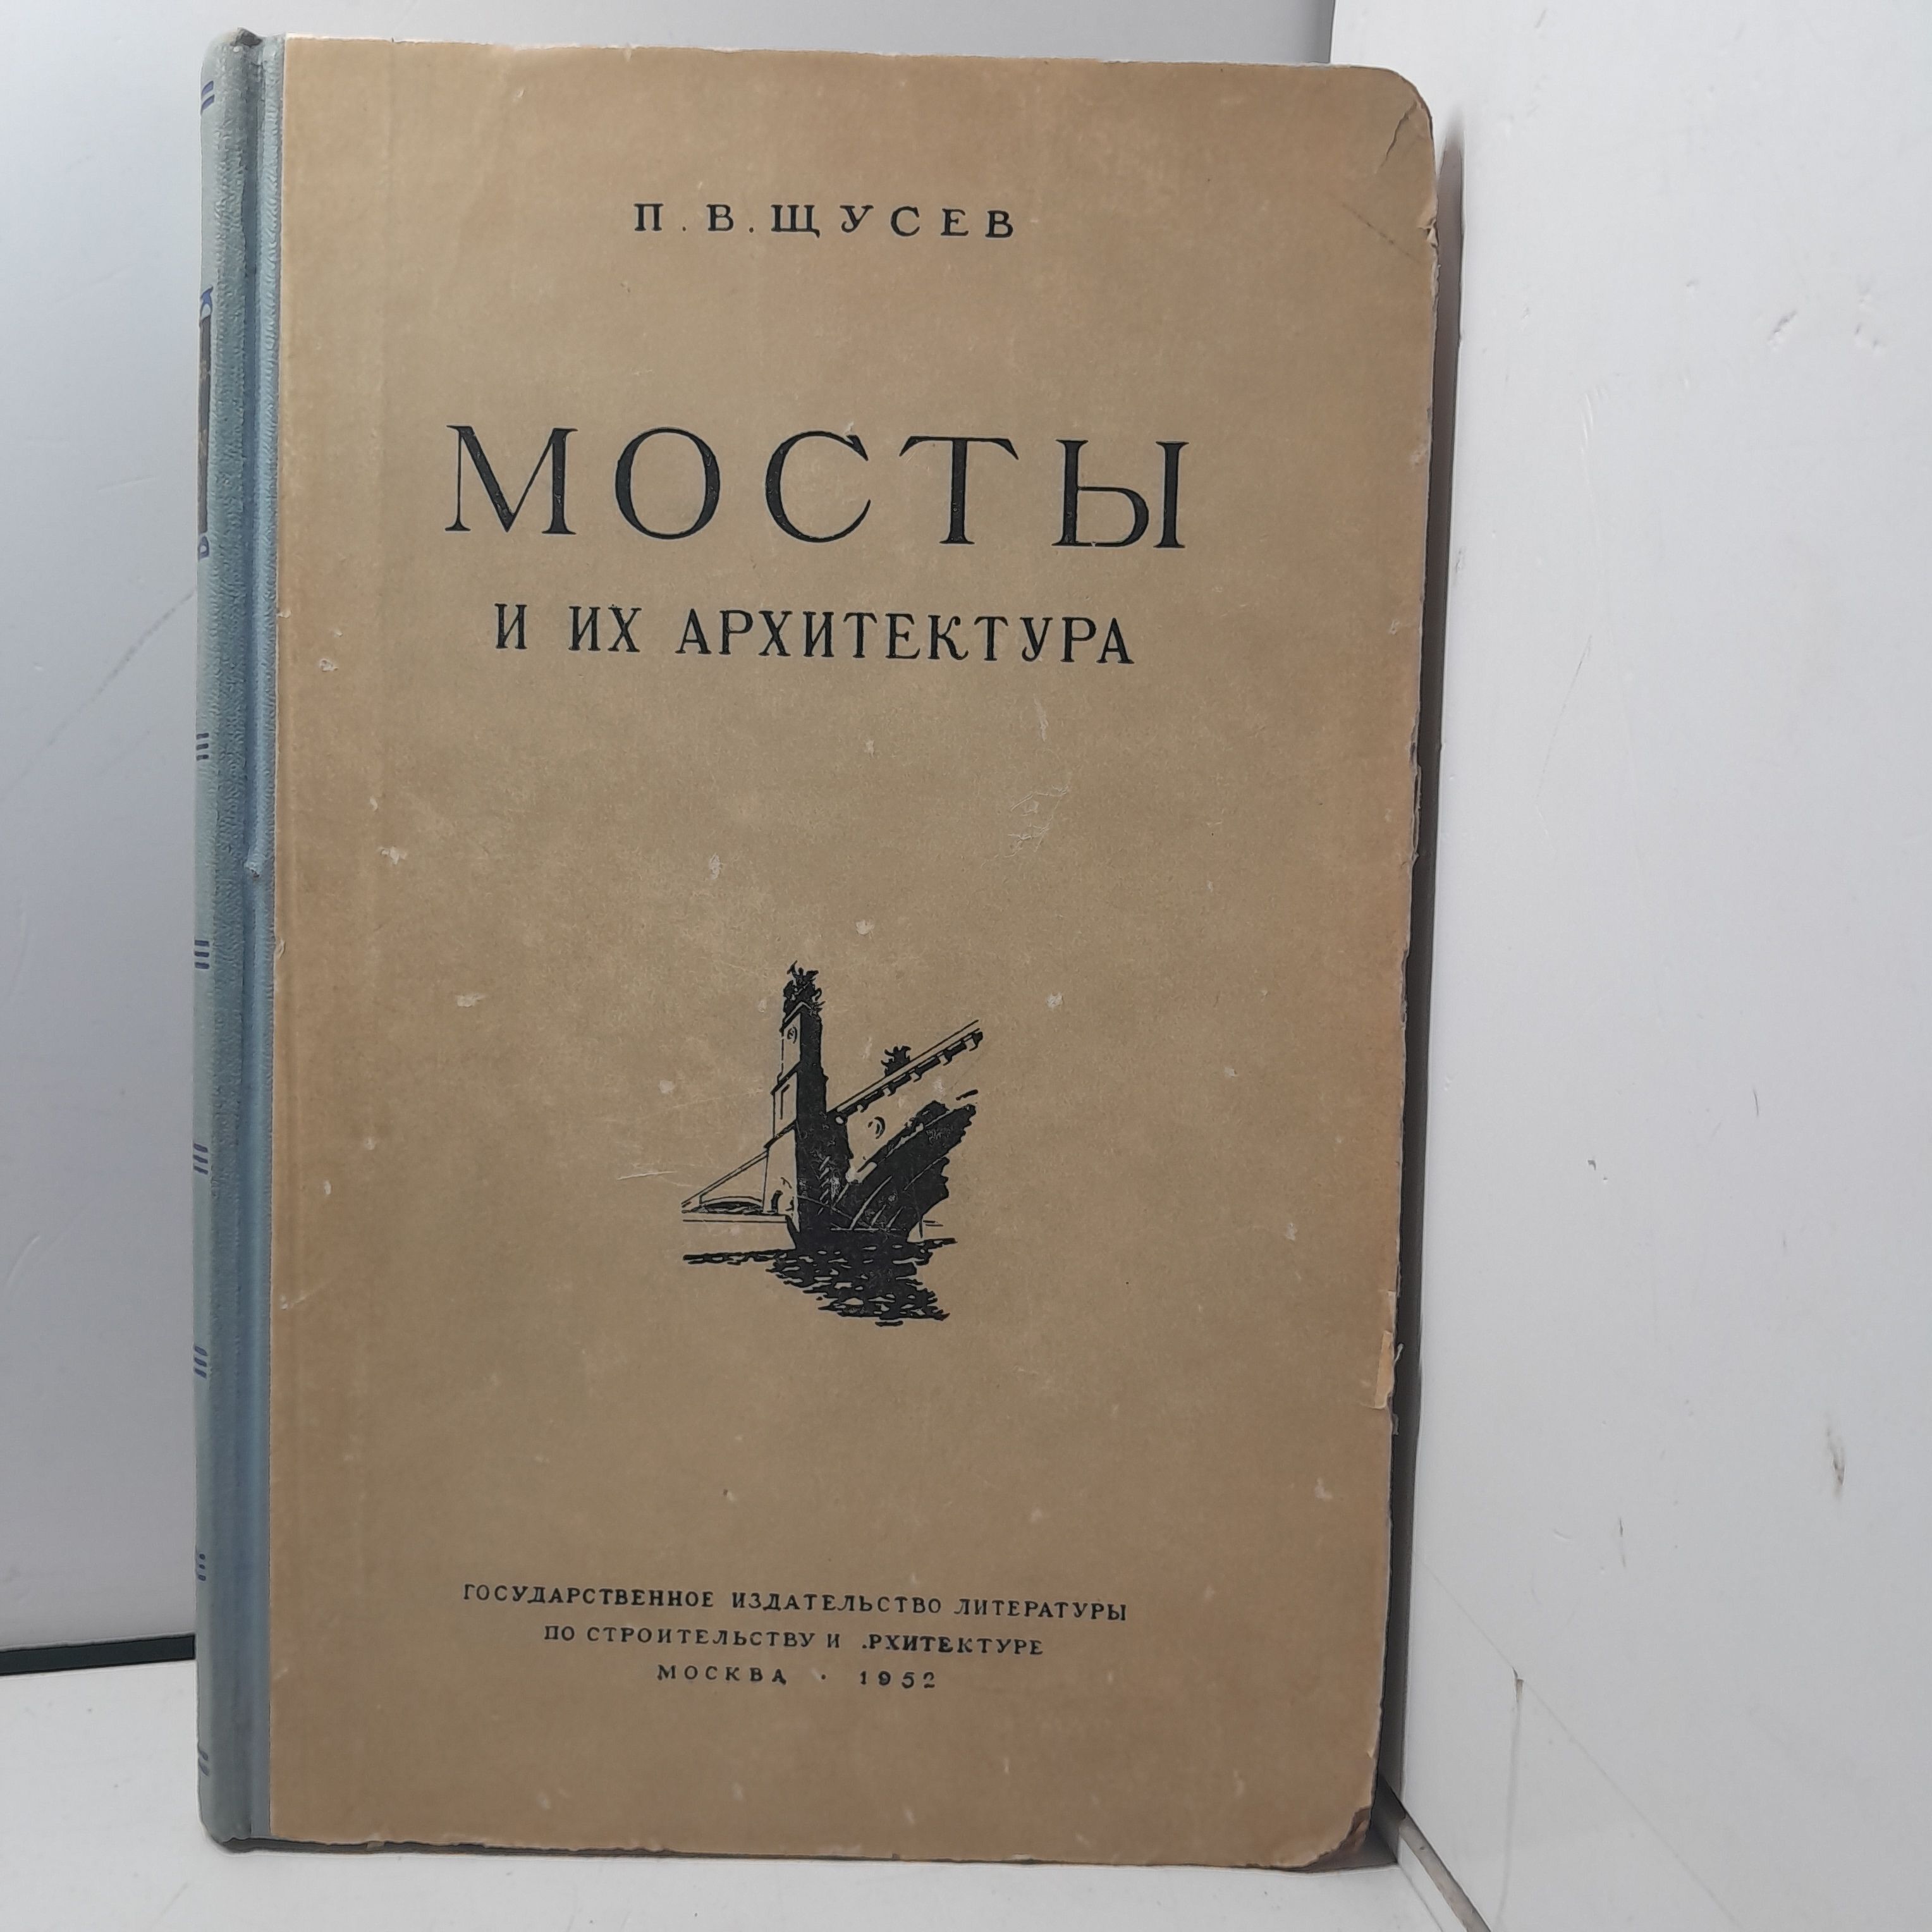 П. В. ЩУСЕВ
МОСТЫ
И ИХ АРХИТЕКТУРА
ГОСУДАРСТВЕННОЕ ИЗДАТЕЛЬСТВО ЛИТЕРАТУРЫ
ПО СТРОИТЕЛЬСТВУ И .РХИТЕКТУРЕ
МОСКВА · 1952